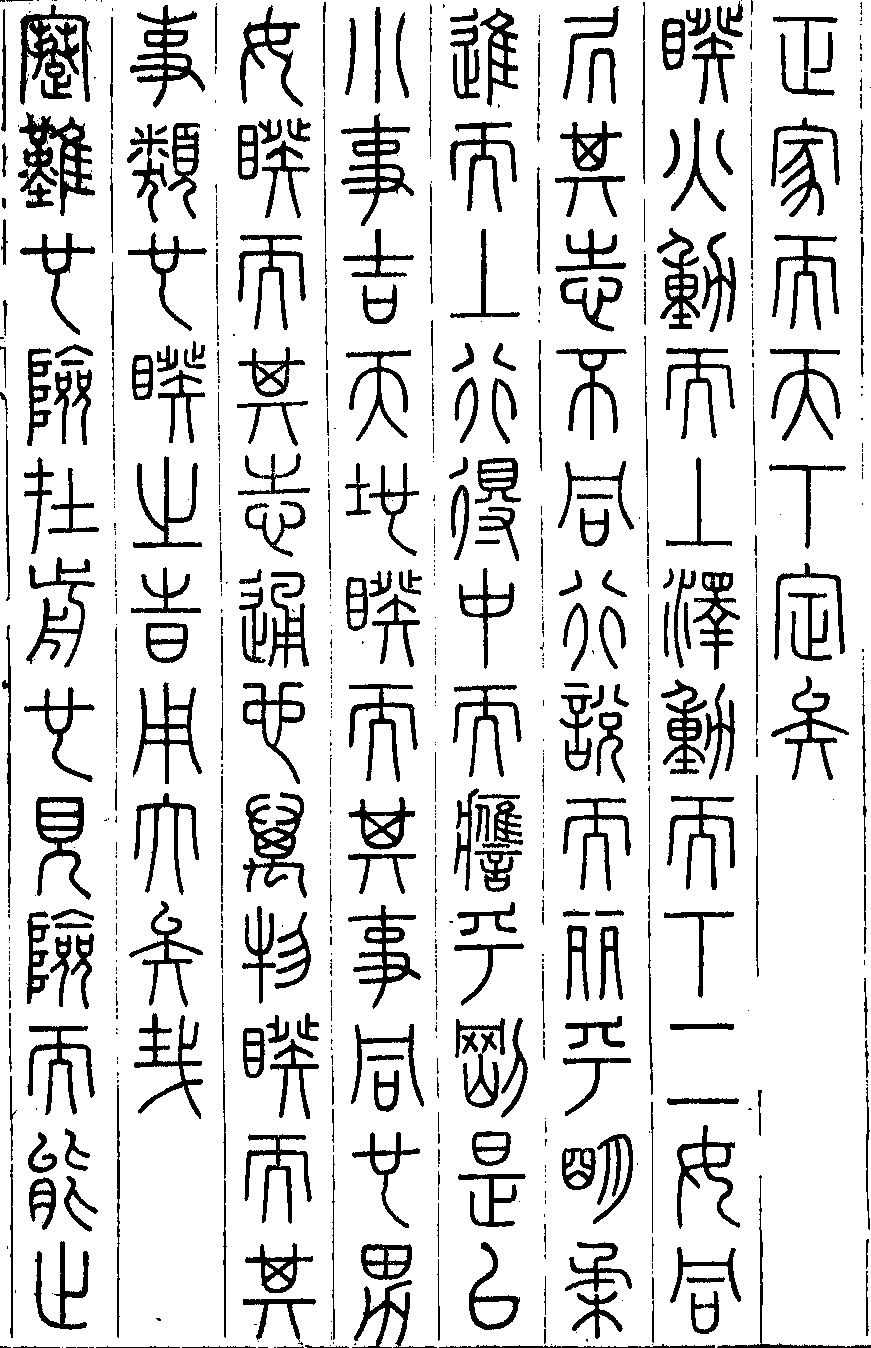 正家而天下定矣
睽火動而上澤動而下二女同
居其志不同行說而麗乎明柔
進而上行得中而應乎剛是以
小事吉天地睽而其事同也男
女睽而其志通也萬物睽而其
事類也睽之時用大矣哉
蹇難也險在前也見險而能止